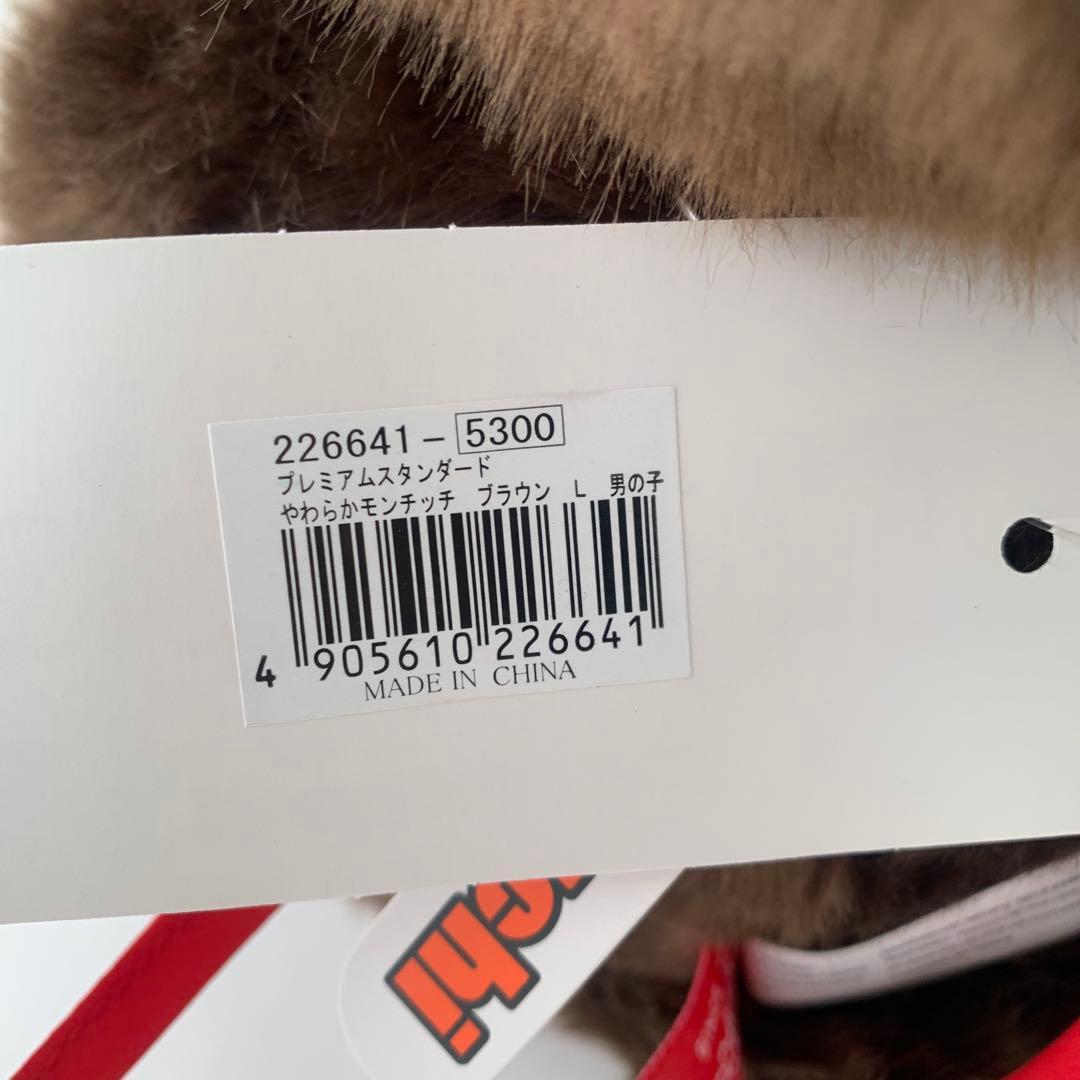 226641-5300
プレミアムスタンダード
やわらかモンチッチ ブラウン L 男の子
4 905610 226641
MADE IN CHINA
chhi